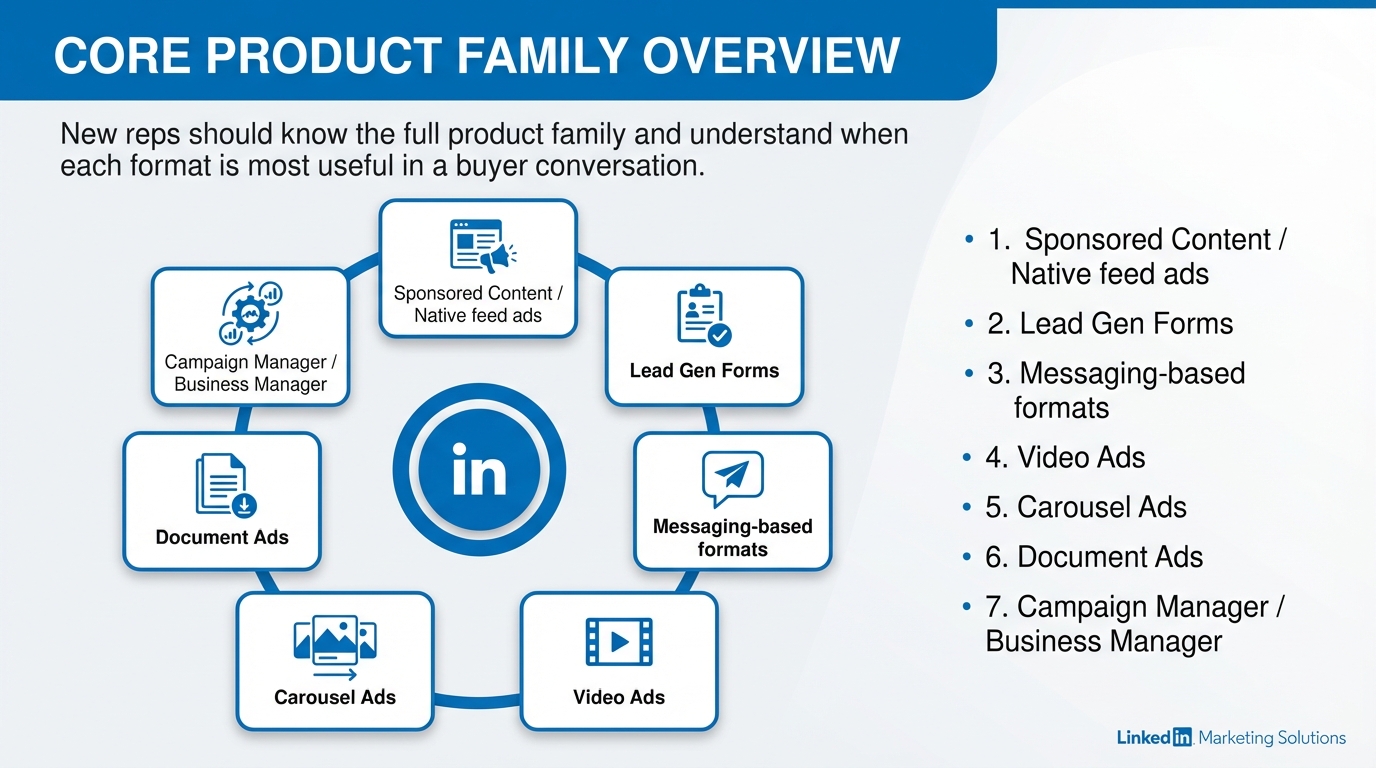 CORE PRODUCT FAMILY OVERVIEW
New reps should know the full product family and understand when
each format is most useful in a buyer conversation.
Sponsored Content /
Native feed ads
Campaign Manager /
Business Manager
Lead Gen Forms
in
Document Ads
Messaging-based
formats
Carousel Ads
Video Ads
• 1. Sponsored Content /
Native feed ads
• 2. Lead Gen Forms
• 3. Messaging-based
formats
• 4. Video Ads
• 5. Carousel Ads
• 6. Document Ads
• 7. Campaign Manager /
Business Manager
Linked in Marketing Solutions